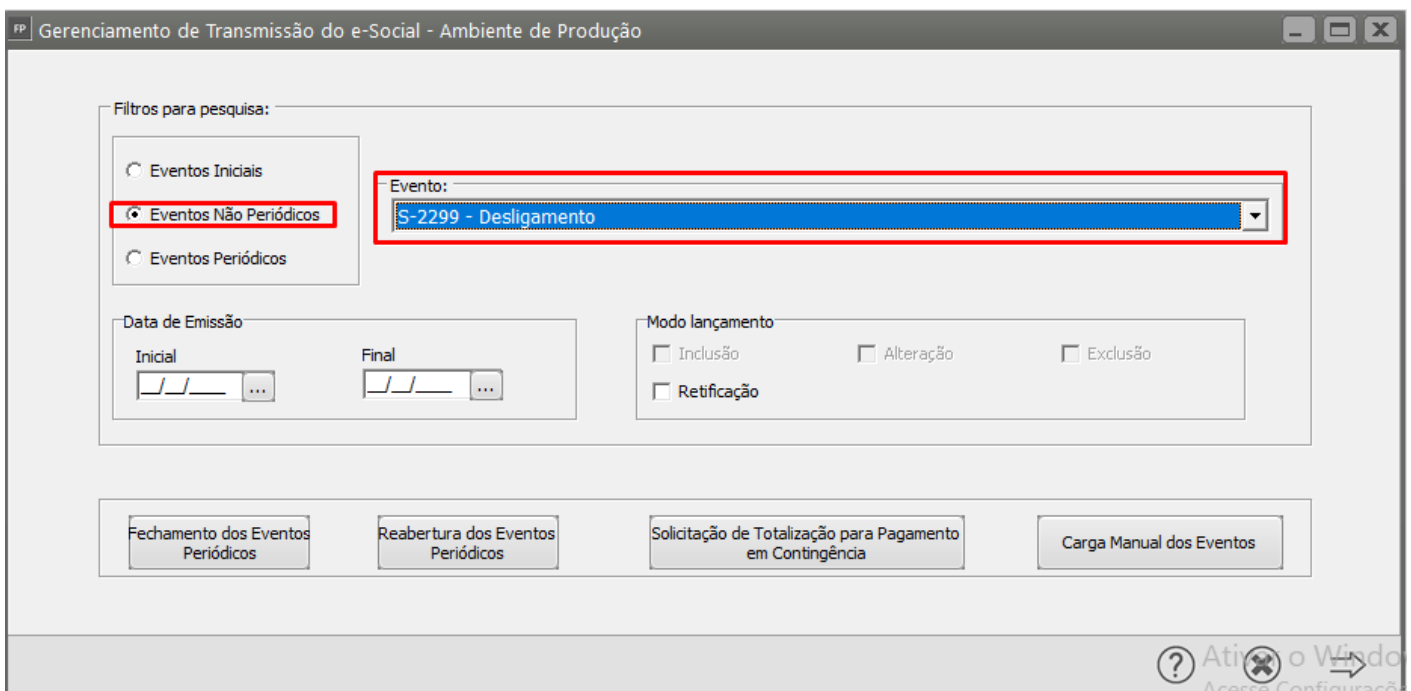 FP Gerenciamento de Transmissão do e-Social - Ambiente de Produção
Filtros para pesquisa:
Eventos Iniciais
Eventos Não Periódicos
Eventos Periódicos
Evento:
S-2299 - Desligamento
Data de Emissão
Inicial
Final
__/__/____ ...
__/__/____ ...
Modo lançamento
Inclusão
Alteração
Exclusão
Retificação
Fechamento dos Eventos
Periódicos
Reabertura dos Eventos
Periódicos
Solicitação de Totalização para Pagamento
em Contingência
Carga Manual dos Eventos
?
o
Acesse